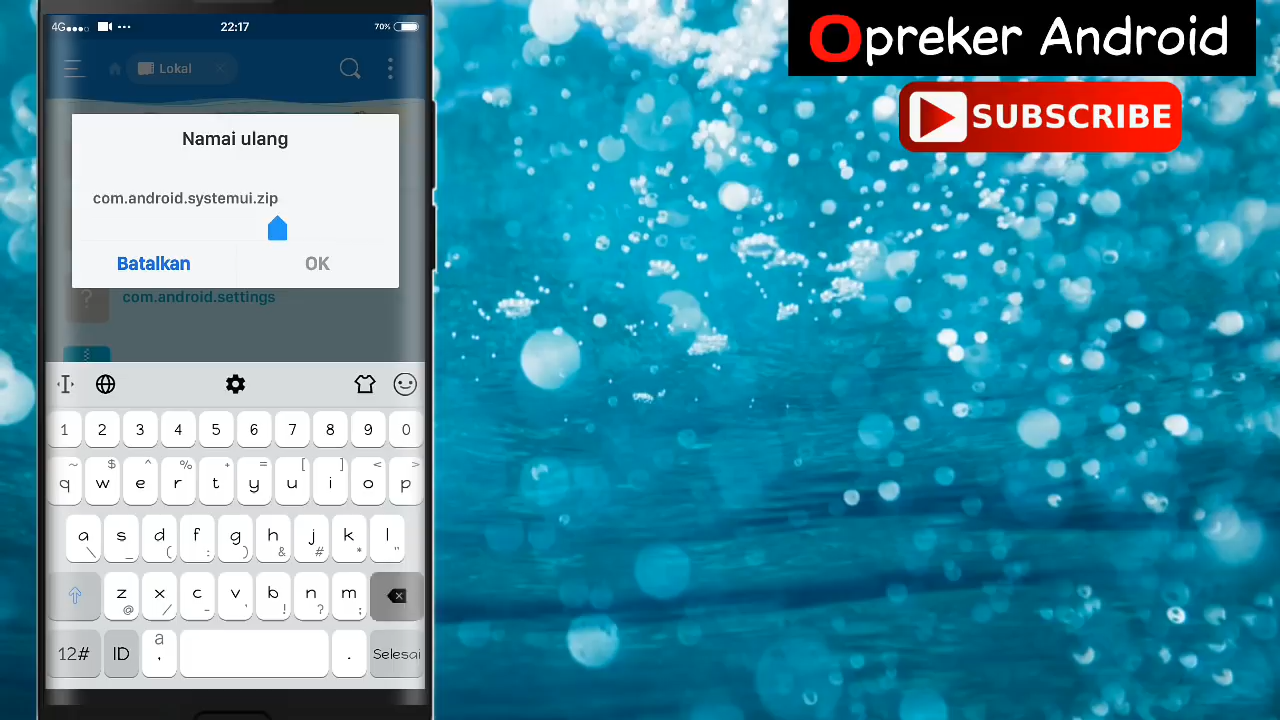 4G
22:17
70%
Lokal
Namai ulang
com.android.systemui.zip
Batalkan
OK
?
com.android.settings
1 2 3 4 5 6 7 8 9 0
~ $ ^ % + = [ ] < >
q w e r t y u i o p
a s d f g h j k l
\ _ ( : ) & # * "
z x c v b n m
@ / - ' ! ? ;
12# ID a , . Selesai
Opreker Android
SUBSCRIBE